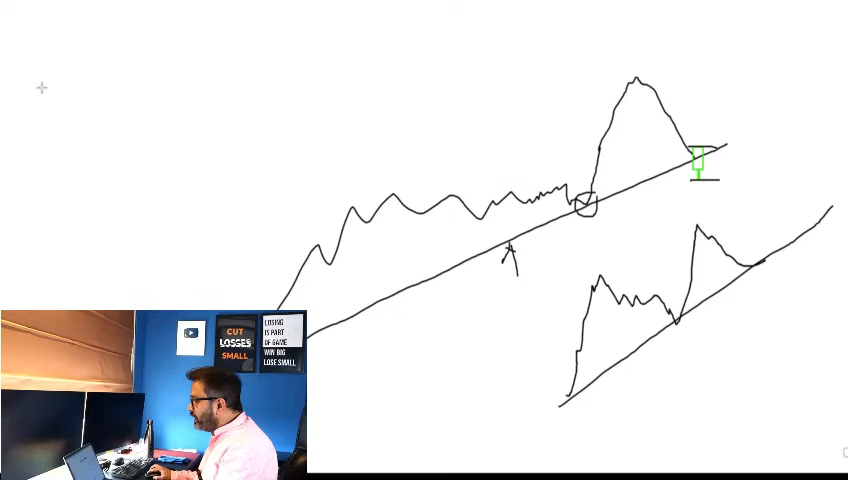 CUT
LOSSES
SMALL
LOSING
IS PART
OF GAME
WIN BIG
LOSE SMALL